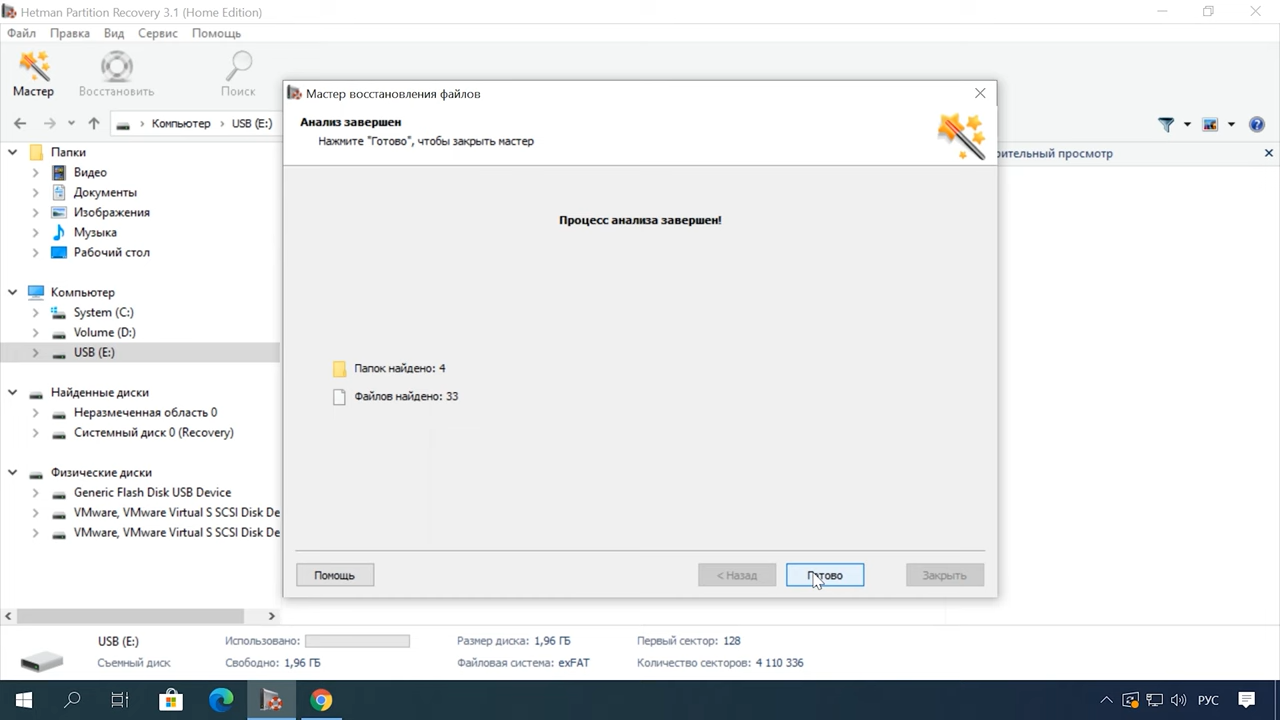 Hetman Partition Recovery 3.1 (Home Edition)
Файл Правка Вид Сервис Помощь
Мастер Восстановить Поиск
Компьютер USB (E:)
Папки
Видео
Документы
Изображения
Музыка
Рабочий стол
Компьютер
System (C:)
Volume (D:)
USB (E:)
Найденные диски
Неразмеченная область 0
Системный диск 0 (Recovery)
Физические диски
Generic Flash Disk USB Device
VMware, VMware Virtual S SCSI Disk De
VMware, VMware Virtual S SCSI Disk De
Мастер восстановления файлов
Анализ завершен
Нажмите "Готово", чтобы закрыть мастер
Процесс анализа завершен!
Папок найдено: 4
Файлов найдено: 33
Помощь < Назад Готово Закрыть
рительный просмотр
USB (E:) Использовано: Размер диска: 1,96 ГБ Первый сектор: 128
Съемный диск Свободно: 1,96 ГБ Файловая система: exFAT Количество секторов: 4 110 336
РУС